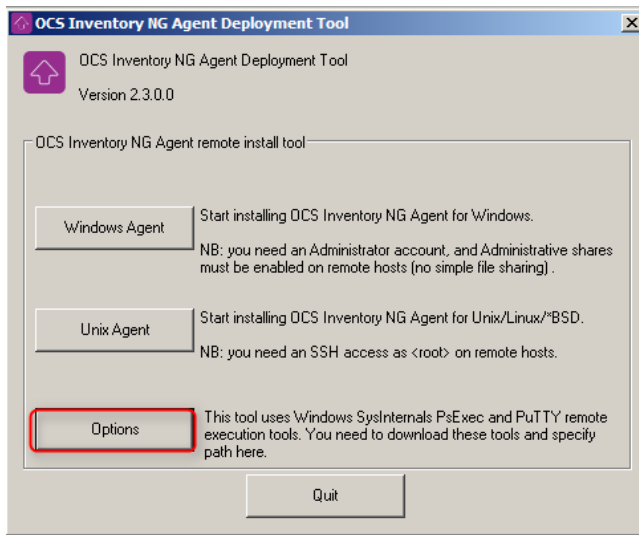 OCS Inventory NG Agent Deployment Tool
OCS Inventory NG Agent Deployment Tool
Version 2.3.0.0
OCS Inventory NG Agent remote install tool
Windows Agent
Start installing OCS Inventory NG Agent for Windows.
NB: you need an Administrator account, and Administrative shares
must be enabled on remote hosts (no simple file sharing) .
Unix Agent
Start installing OCS Inventory NG Agent for Unix/Linux/*BSD.
NB: you need an SSH access as <root> on remote hosts.
Options
This tool uses Windows SysInternals PsExec and PuTTY remote
execution tools. You need to download these tools and specify
path here.
Quit